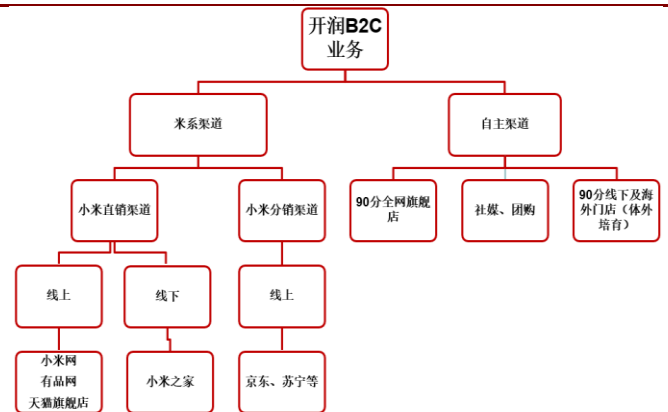 开润B2C
业务
米系渠道
自主渠道
小米直销渠道
小米分销渠道
90分全网旗舰
店
社媒、团购
90分线下及海
外门店（体外
培育）
线上
线下
线上
小米网
有品网
天猫旗舰店
小米之家
京东、苏宁等